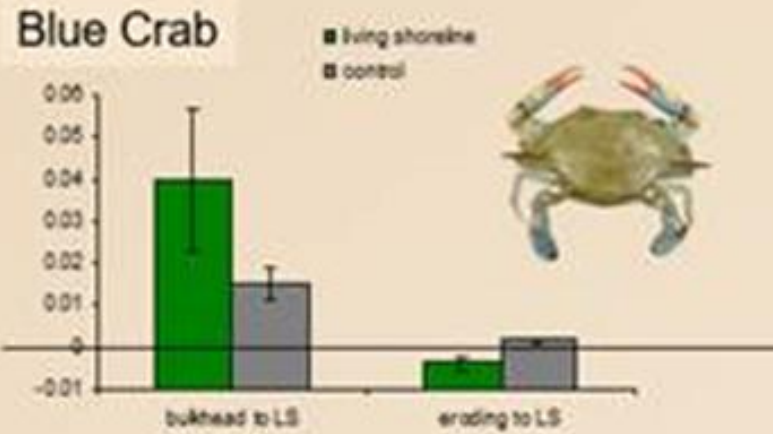 Blue Crab
living shoreline
control
0.06
0.05
0.04
0.03
0.02
0.01
0
-0.01
bulkhead to LS
eroding to LS